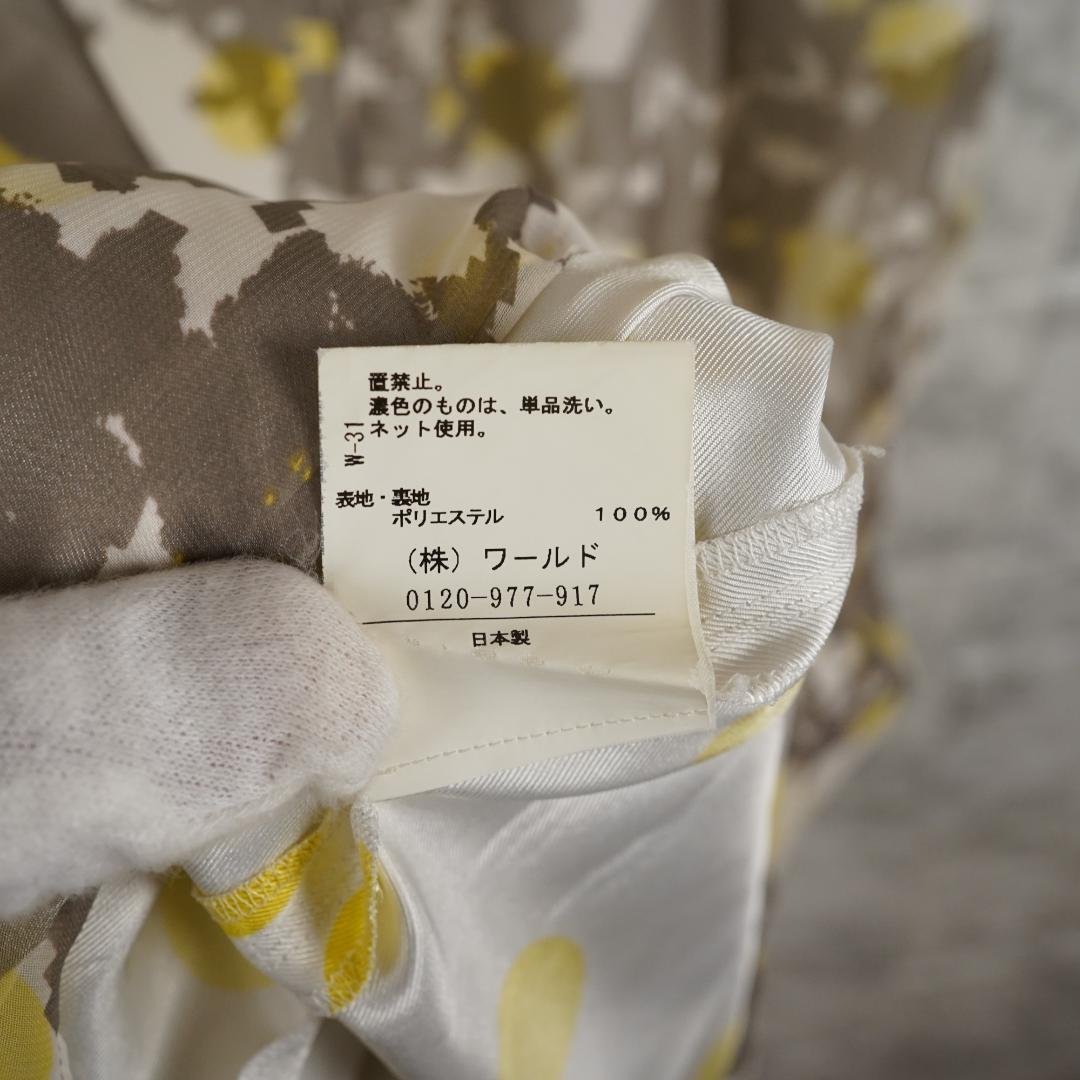 置禁止。
濃色のものは、単品洗い。
ネット使用。
W-31
表地・裏地
ポリエステル 100%
(株)ワールド
0120-977-917
日本製